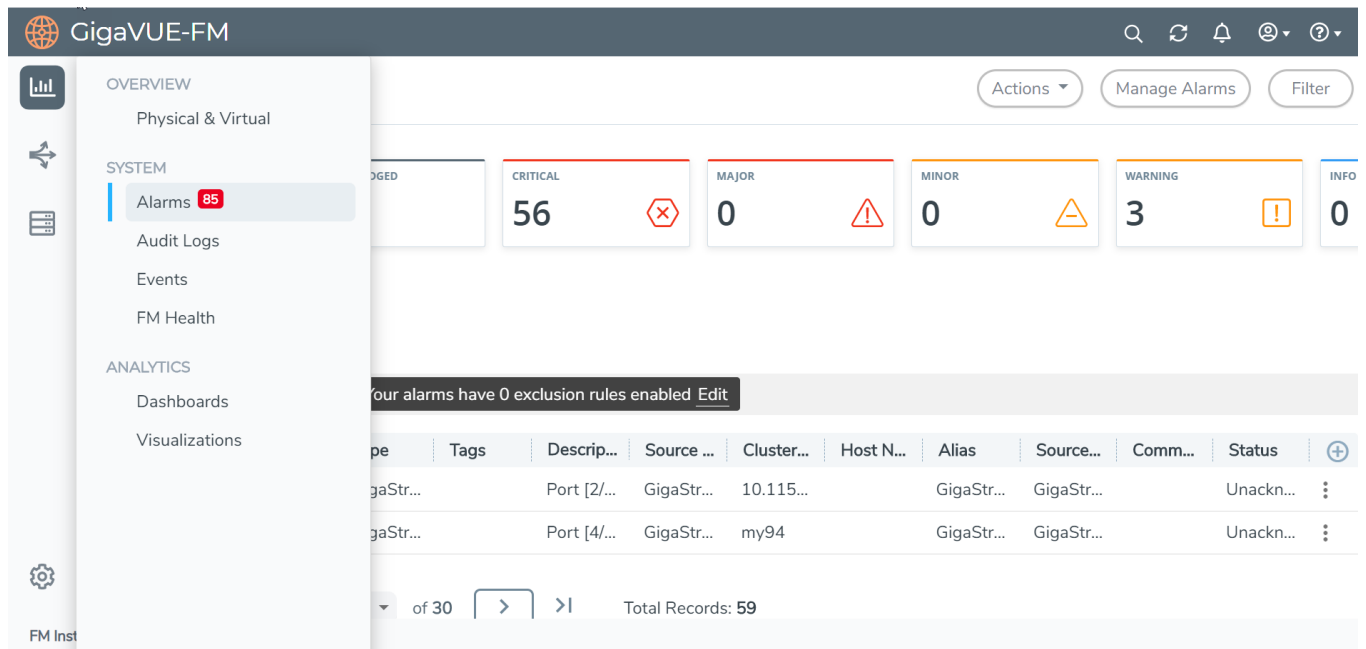 GigaVUE-FM
OVERVIEW
Physical & Virtual
SYSTEM
Alarms 85
Audit Logs
Events
FM Health
ANALYTICS
Dashboards
Visualizations
FM Inst
Actions Manage Alarms Filter
DGED CRITICAL MAJOR MINOR WARNING INFO
56 0 0 3 0
Your alarms have 0 exclusion rules enabled Edit
pe Tags Descrip... Source ... Cluster... Host N... Alias Source... Comm... Status
gaStr... Port [2/... GigaStr... 10.115... GigaStr... GigaStr... Unackn...
gaStr... Port [4/... GigaStr... my94 GigaStr... GigaStr... Unackn...
of 30 Total Records: 59